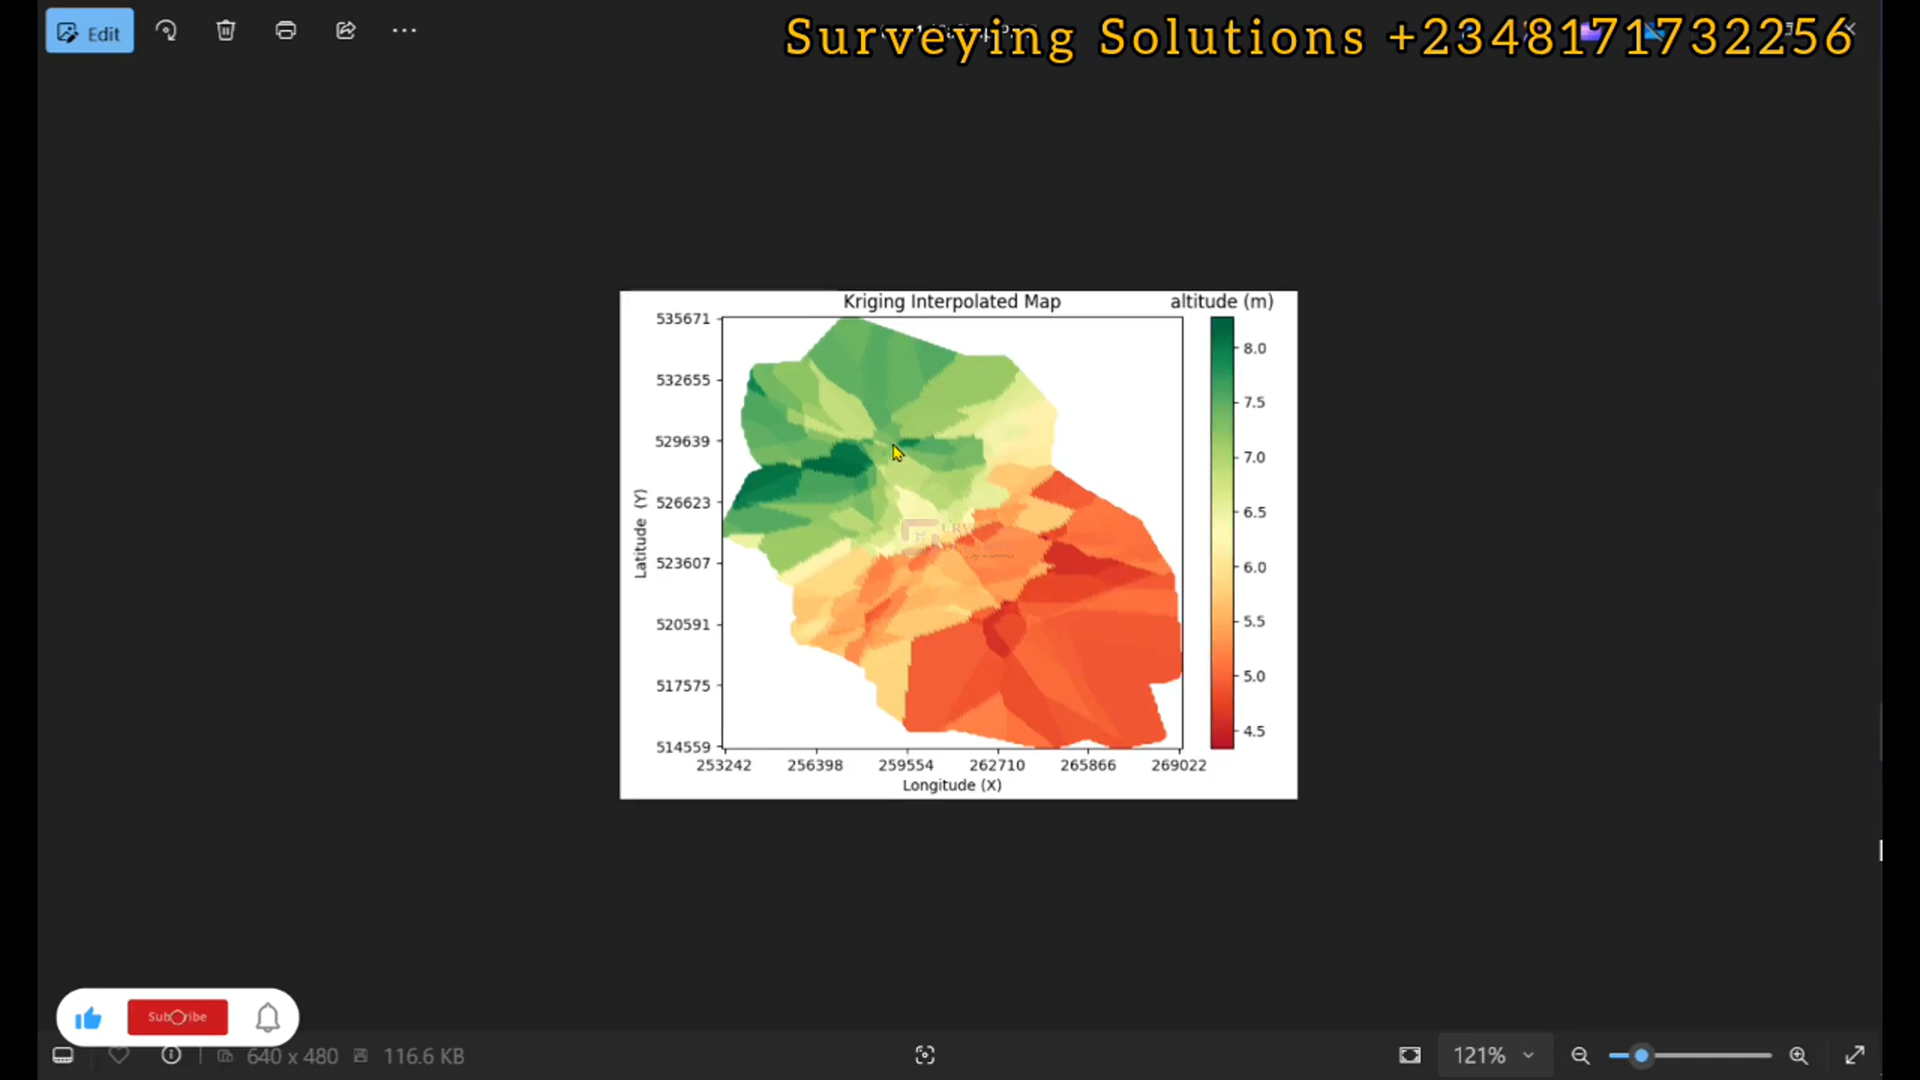 Edit
Surveying Solutions +2348171732256
Kriging Interpolated Map
altitude (m)
535671
532655
529639
526623
523607
520591
517575
514559
Latitude (Y)
253242 256398 259554 262710 265866 269022
Longitude (X)
8.0
7.5
7.0
6.5
6.0
5.5
5.0
4.5
640 x 480
116.6 KB
121%